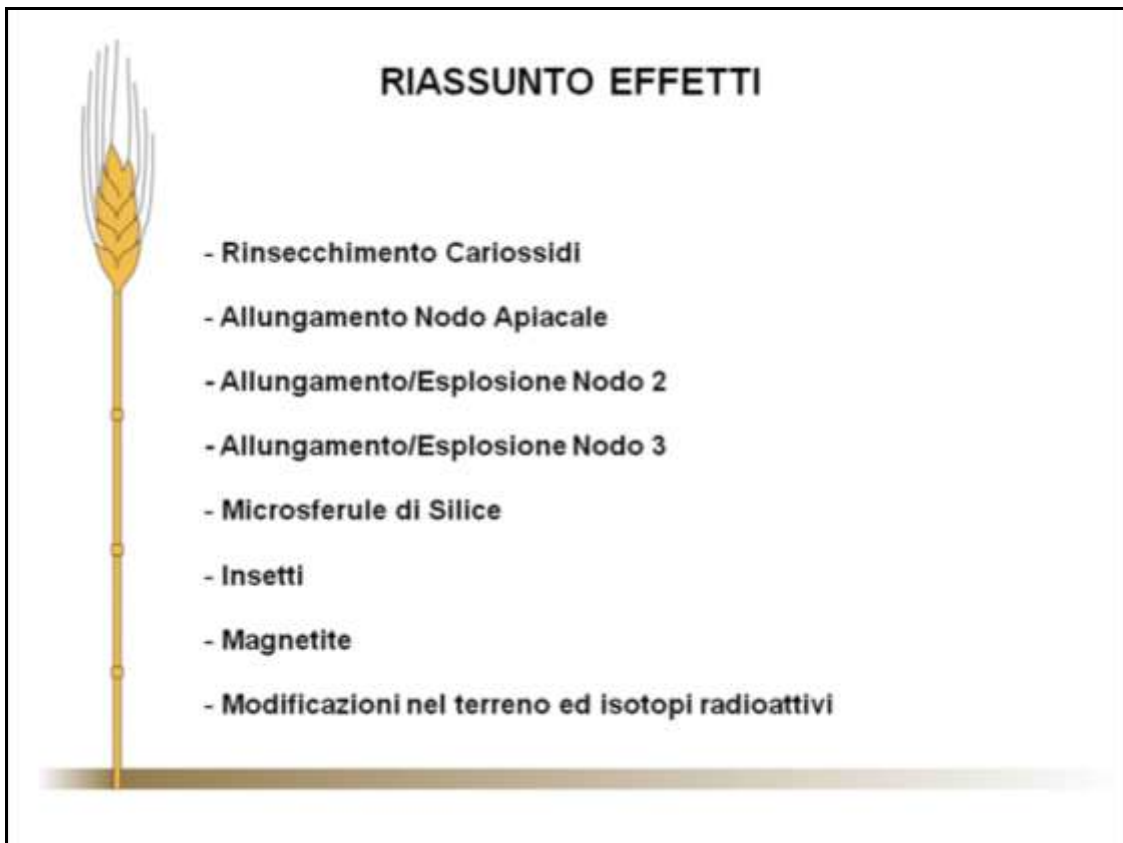 RIASSUNTO EFFETTI
- Rinsecchimento Cariossidi
- Allungamento Nodo Apiacale
- Allungamento/Esplosione Nodo 2
- Allungamento/Esplosione Nodo 3
- Microsferule di Silice
- Insetti
- Magnetite
- Modificazioni nel terreno ed isotopi radioattivi